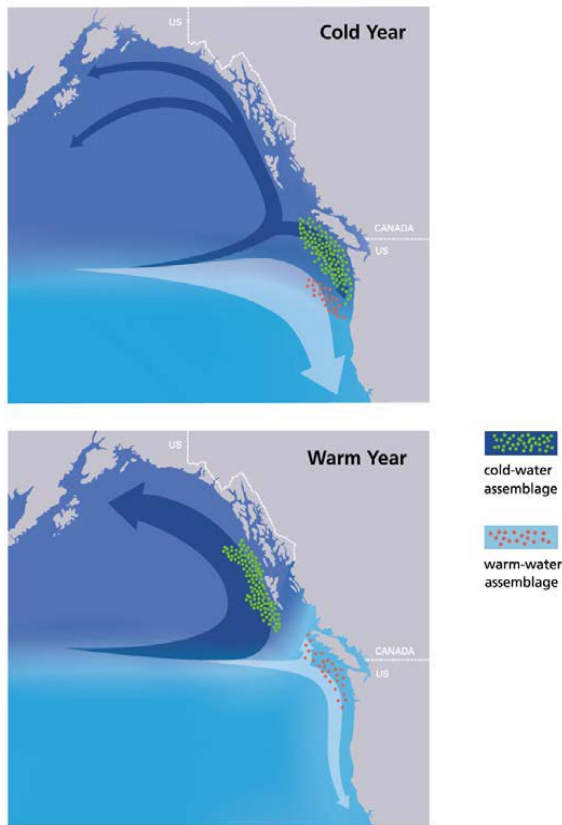 US
Cold Year
CANADA
US
US
Warm Year
CANADA
US
cold-water
assemblage
warm-water
assemblage